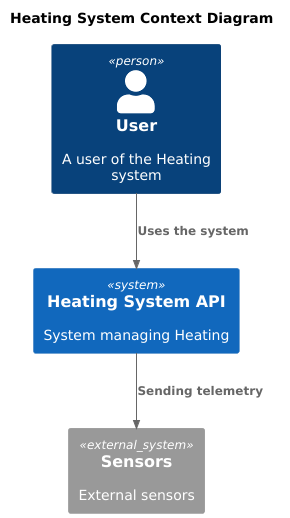 Heating System Context Diagram
«person»
User
A user of the Heating
system
Uses the system
«system»
Heating System API
System managing Heating
Sending telemetry
«external_system»
Sensors
External sensors